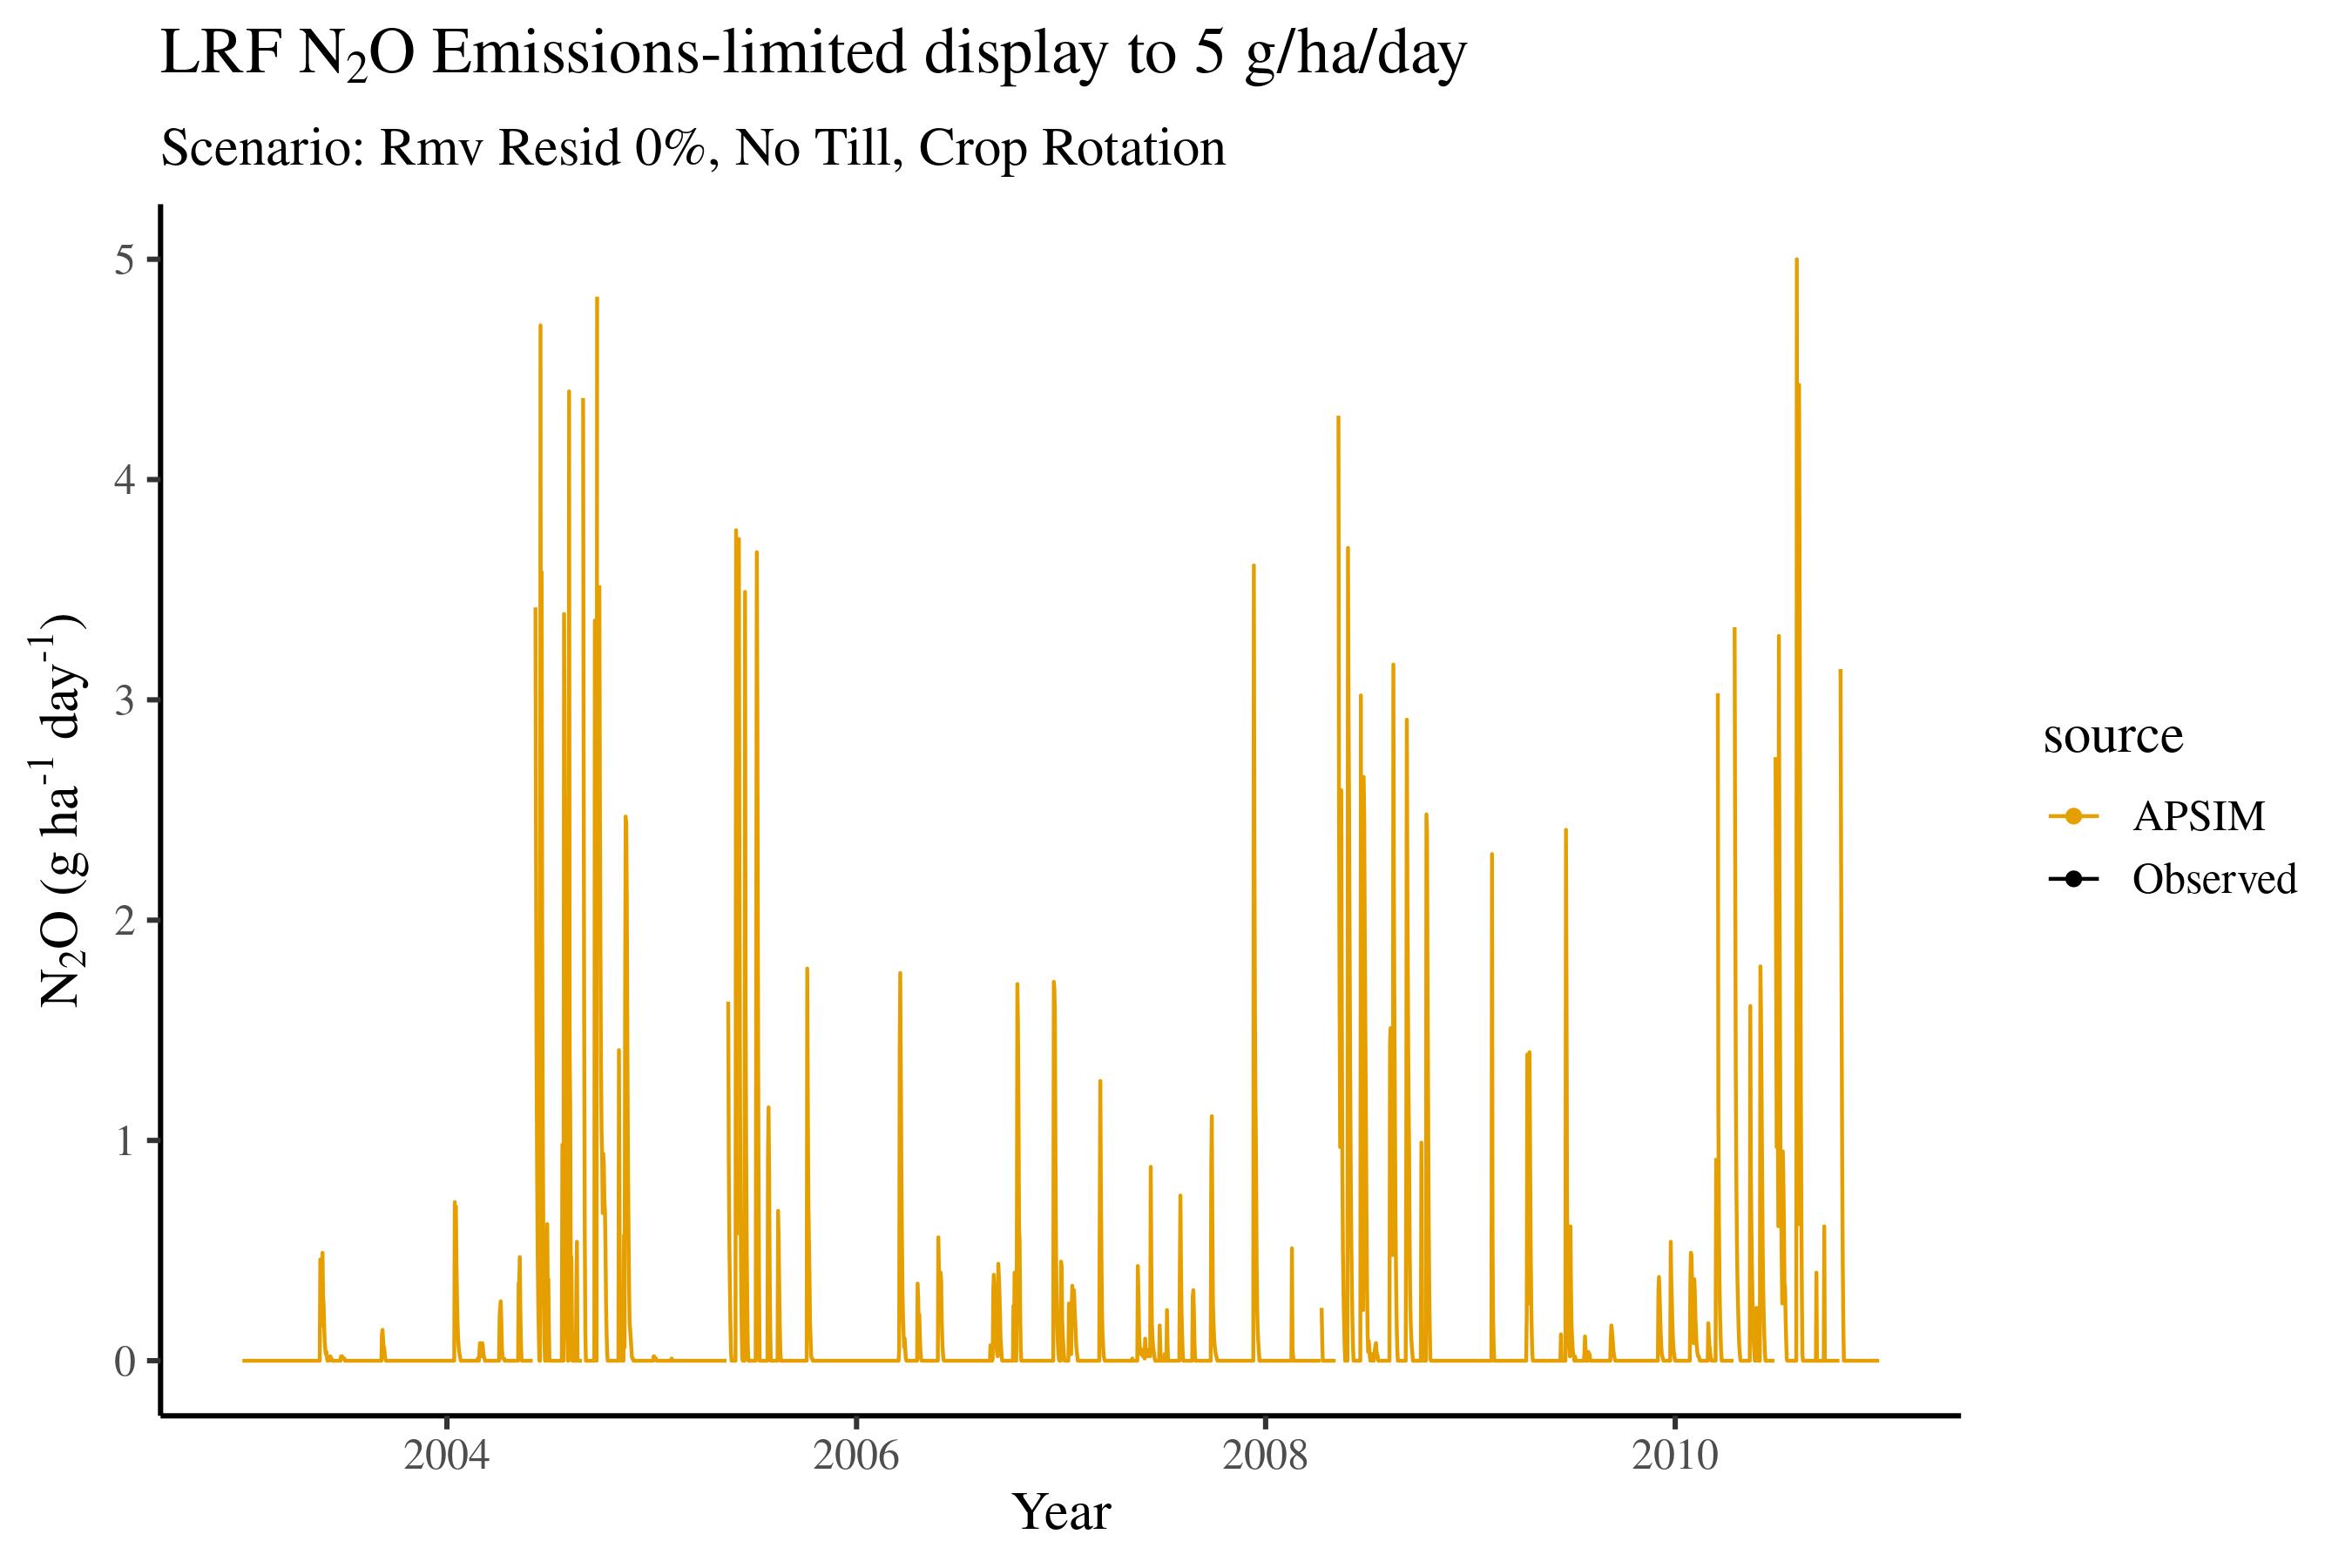 LRF N₂O Emissions-limited display to 5 g/ha/day
Scenario: Rmv Resid 0%, No Till, Crop Rotation
N₂O (g ha⁻¹ day⁻¹)
5
4
3
2
1
0
2004 2006 2008 2010
Year
source
APSIM
Observed